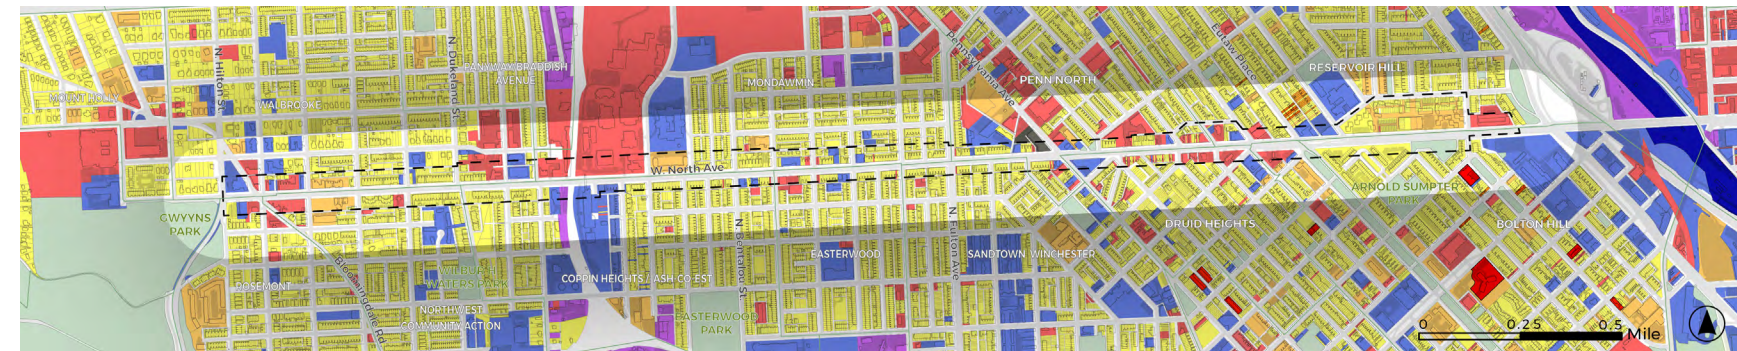 N Hilton St
N Dukeland St
Pennsylvania Ave
Eutaw Place
FANYWAY/BRADDISH
AVENUE
MOUNT HOLLY
WALBROOKE
MONDAWMIN
PENN NORTH
RESERVOIR HILL
W. North Ave
GWYYNS
PARK
ARNOLD SUMPTER
PARK
DRUID HEIGHTS
BOLTON HILL
N Bentalou St
N Fulton Ave
Bloomingdale Rd
EASTERWOOD
SANDTOWN WINCHESTER
WILBUR H
WATERS PARK
COPPIN HEIGHTS / ASH-CO-EST
ROSEMONT
NORTHWEST
COMMUNITY ACTION
EASTERWOOD
PARK
0 0.25 0.5
Mile